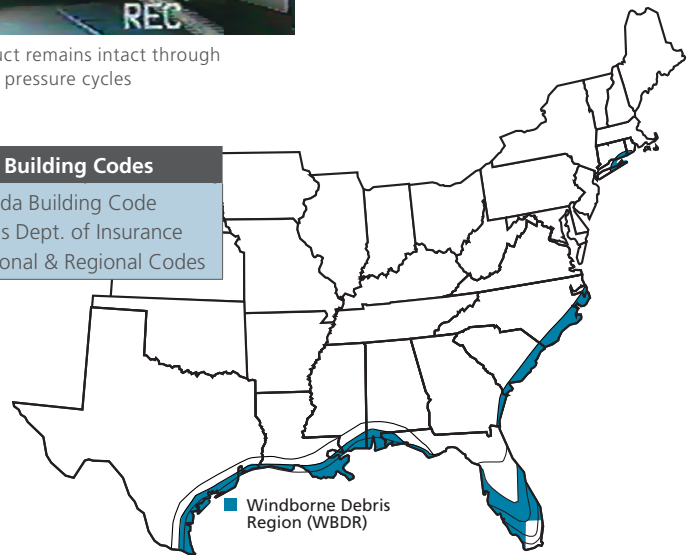 REC
uct remains intact through
pressure cycles
Building Codes
da Building Code
s Dept. of Insurance
onal & Regional Codes
Windborne Debris
Region (WBDR)